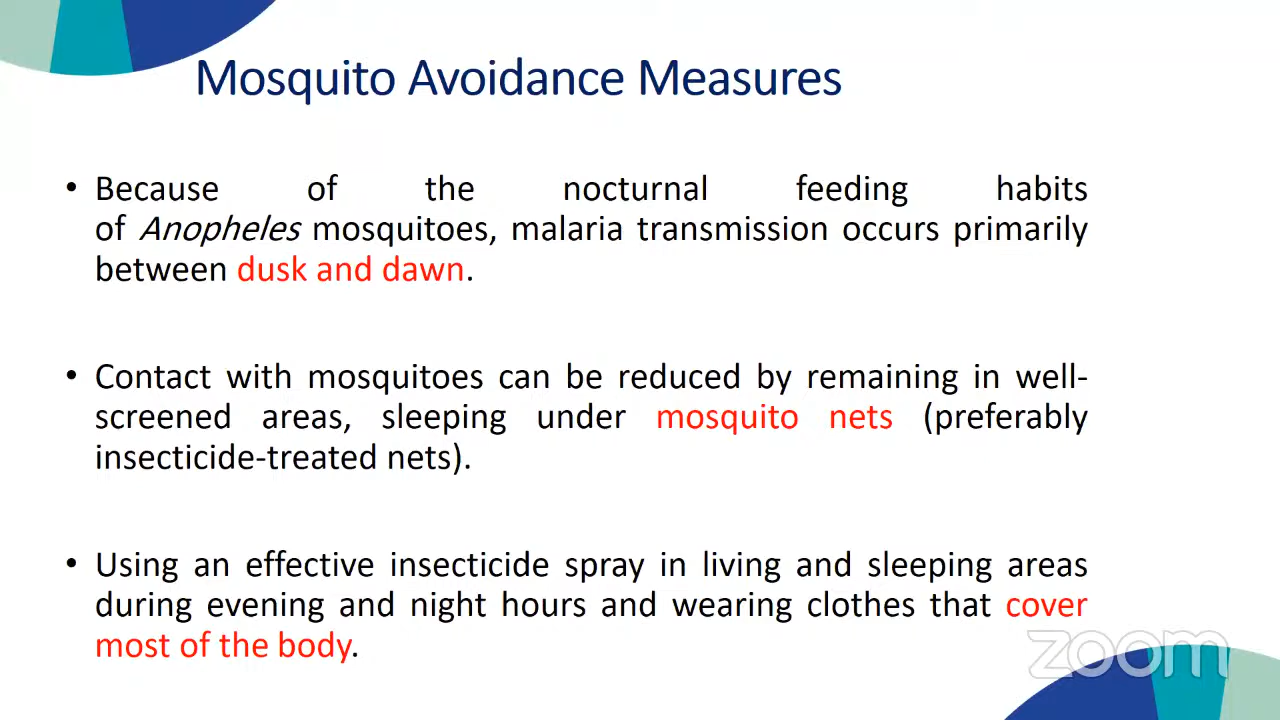 Mosquito Avoidance Measures
• Because of the nocturnal feeding habits
of Anopheles mosquitoes, malaria transmission occurs primarily
between dusk and dawn.
• Contact with mosquitoes can be reduced by remaining in well-
screened areas, sleeping under mosquito nets (preferably
insecticide-treated nets).
• Using an effective insecticide spray in living and sleeping areas
during evening and night hours and wearing clothes that cover
most of the body.
zoom